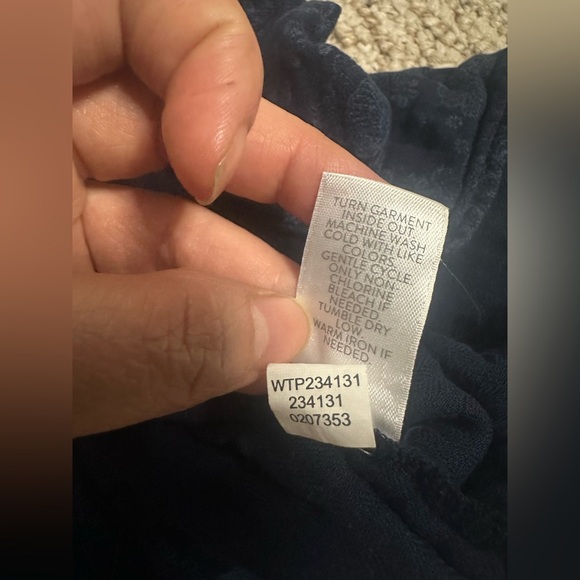 TURN GARMENT
INSIDE OUT.
MACHINE WASH
COLD WITH LIKE
COLORS.
GENTLE CYCLE.
ONLY NON-
CHLORINE
BLEACH IF
NEEDED.
TUMBLE DRY
LOW
WARM IRON IF
NEEDED.
WTP234131
234131
0207353